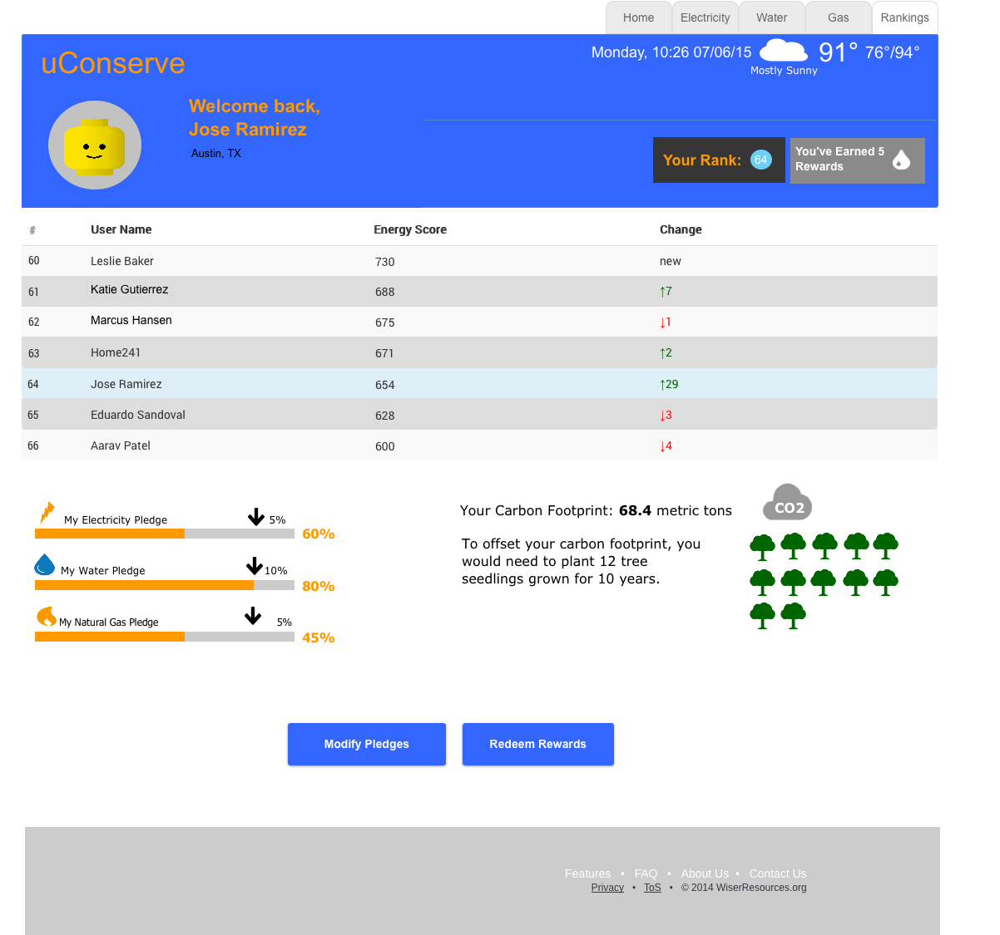 Home Electricity Water Gas Rankings
uConserve
Monday, 10:26 07/06/15 91° 76°/94°
Mostly Sunny
Welcome back,
Jose Ramirez
Austin, TX
Your Rank: 64
You've Earned 5
Rewards
# User Name Energy Score Change
60 Leslie Baker 730 new
61 Katie Gutierrez 688 ↑7
62 Marcus Hansen 675 ↓1
63 Home241 671 ↑2
64 Jose Ramirez 654 ↑29
65 Eduardo Sandoval 628 ↓3
66 Aarav Patel 600 ↓4
My Electricity Pledge 5%
60%
My Water Pledge 10%
80%
My Natural Gas Pledge 5%
45%
Your Carbon Footprint: 68.4 metric tons
CO2
To offset your carbon footprint, you
would need to plant 12 tree
seedlings grown for 10 years.
Modify Pledges
Redeem Rewards
Features • FAQ • About Us • Contact Us
Privacy • ToS • © 2014 WiserResources.org